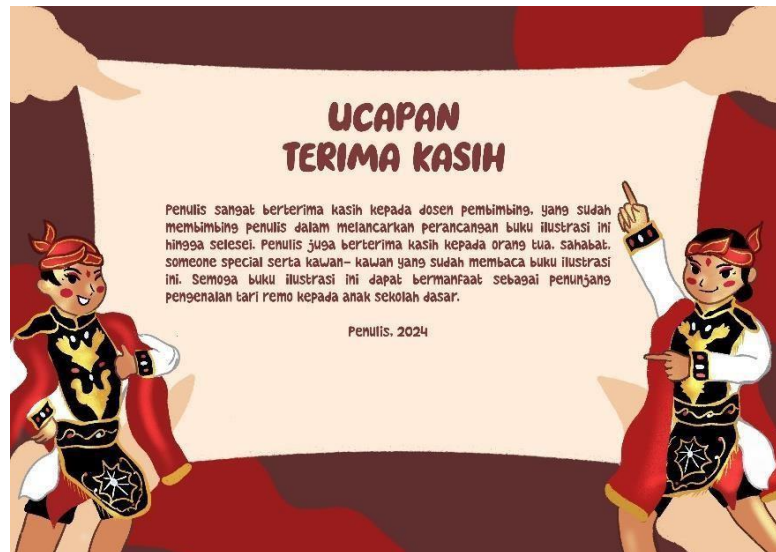 UCAPAN
TERIMA KASIH
Penulis sangat berterima kasih kepada dosen pembimbing, yang sudah
membimbing penulis dalam melancarkan perancangan buku ilustrasi ini
hingga selesei. Penulis juga berterima kasih kepada orang tua, sahabat,
someone special serta kawan- kawan yang sudah membaca buku ilustrasi
ini. Semoga buku ilustrasi ini dapat bermanfaat sebagai penunjang
pengenalan tari remo kepada anak sekolah dasar.
Penulis, 2024